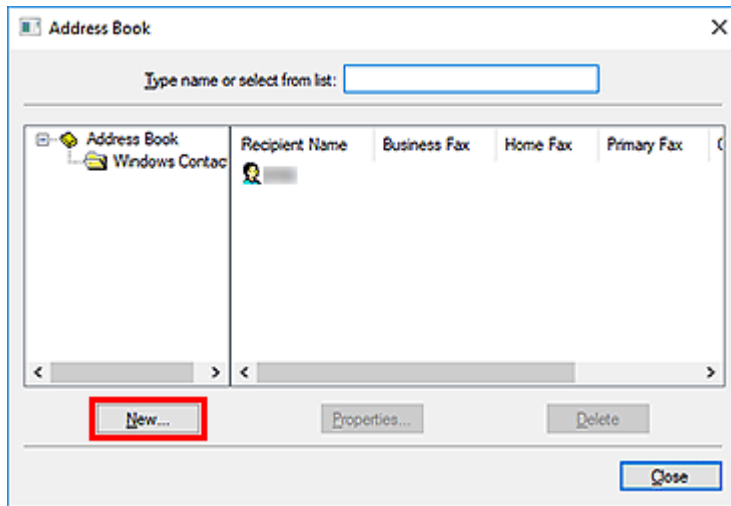 Address Book
Type name or select from list:
Address Book
Windows Contac
Recipient Name Business Fax Home Fax Primary Fax
New... Properties... Delete
Close